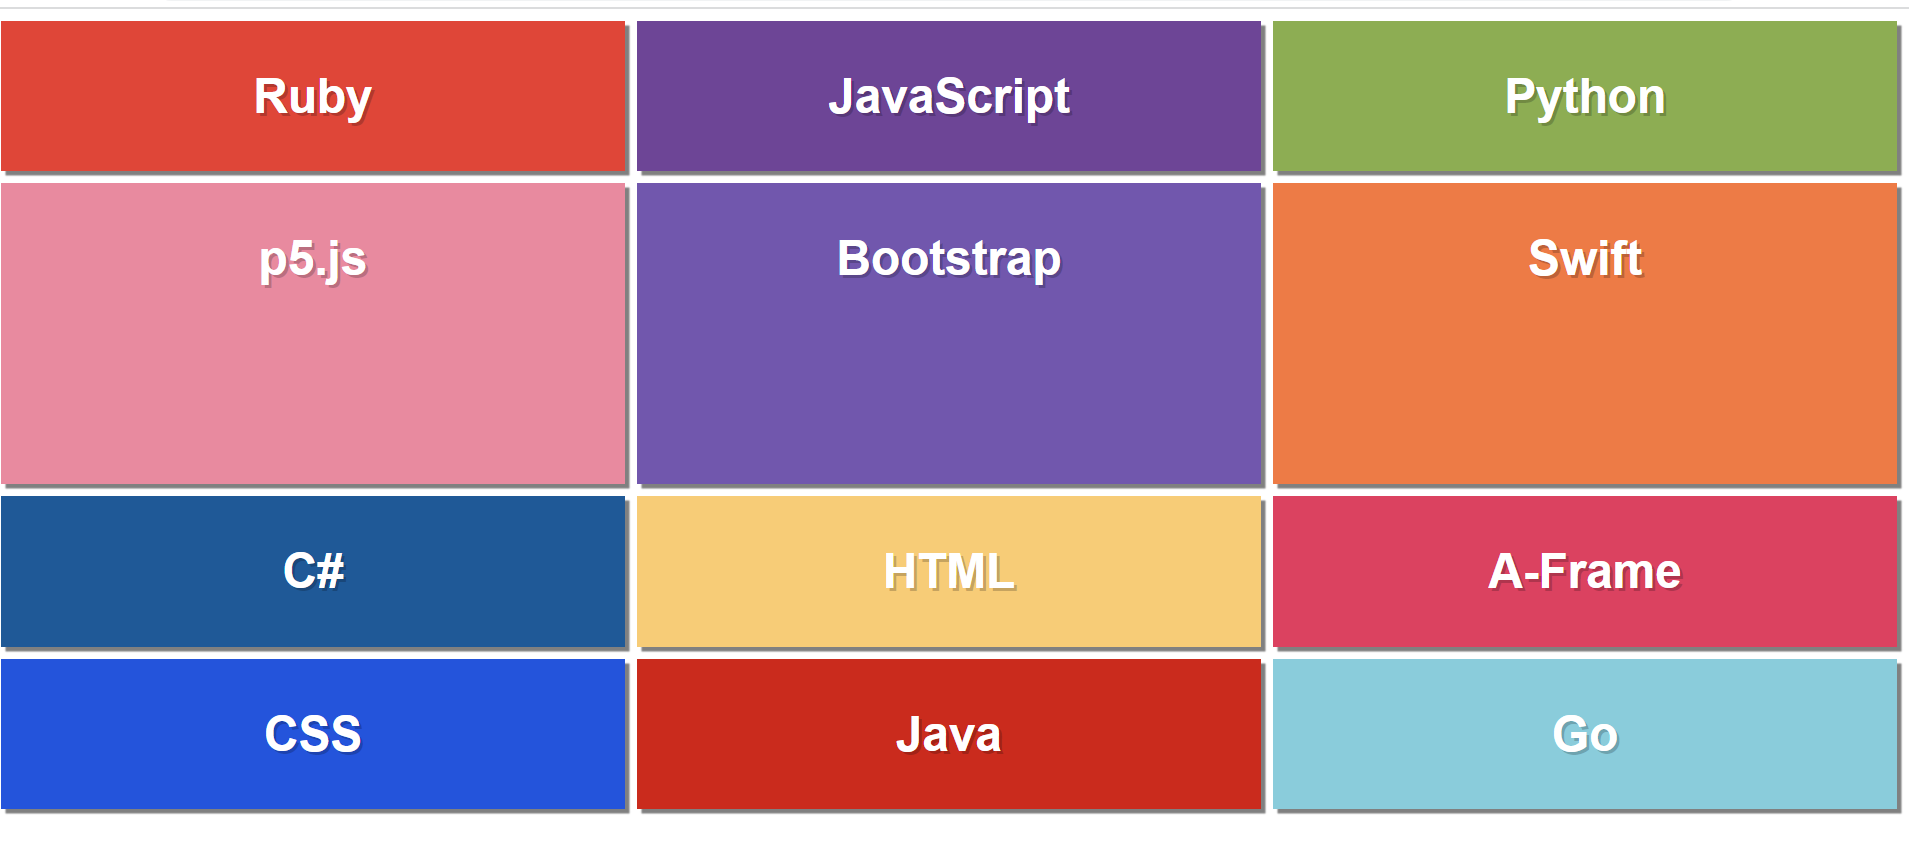 Ruby
JavaScript
Python
p5.js
Bootstrap
Swift
C#
HTML
A-Frame
CSS
Java
Go